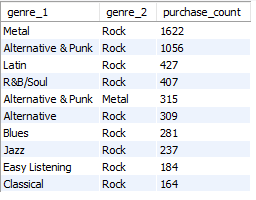 genre_1 genre_2 purchase_count
Metal Rock 1622
Alternative & Punk Rock 1056
Latin Rock 427
R&B/Soul Rock 407
Alternative & Punk Metal 315
Alternative Rock 309
Blues Rock 281
Jazz Rock 237
Easy Listening Rock 184
Classical Rock 164